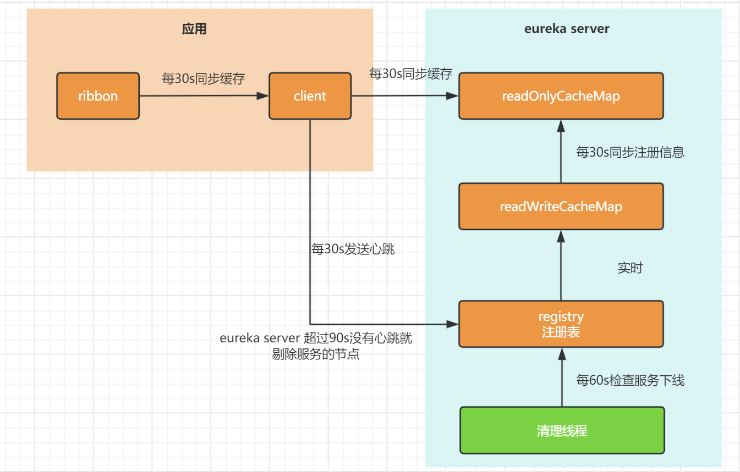 应用
eureka server
ribbon
每30s同步缓存
client
每30s同步缓存
readOnlyCacheMap
每30s同步注册信息
readWriteCacheMap
每30s发送心跳
实时
eureka server 超过90s没有心跳就
剔除服务的节点
registry
注册表
每60s检查服务下线
清理线程